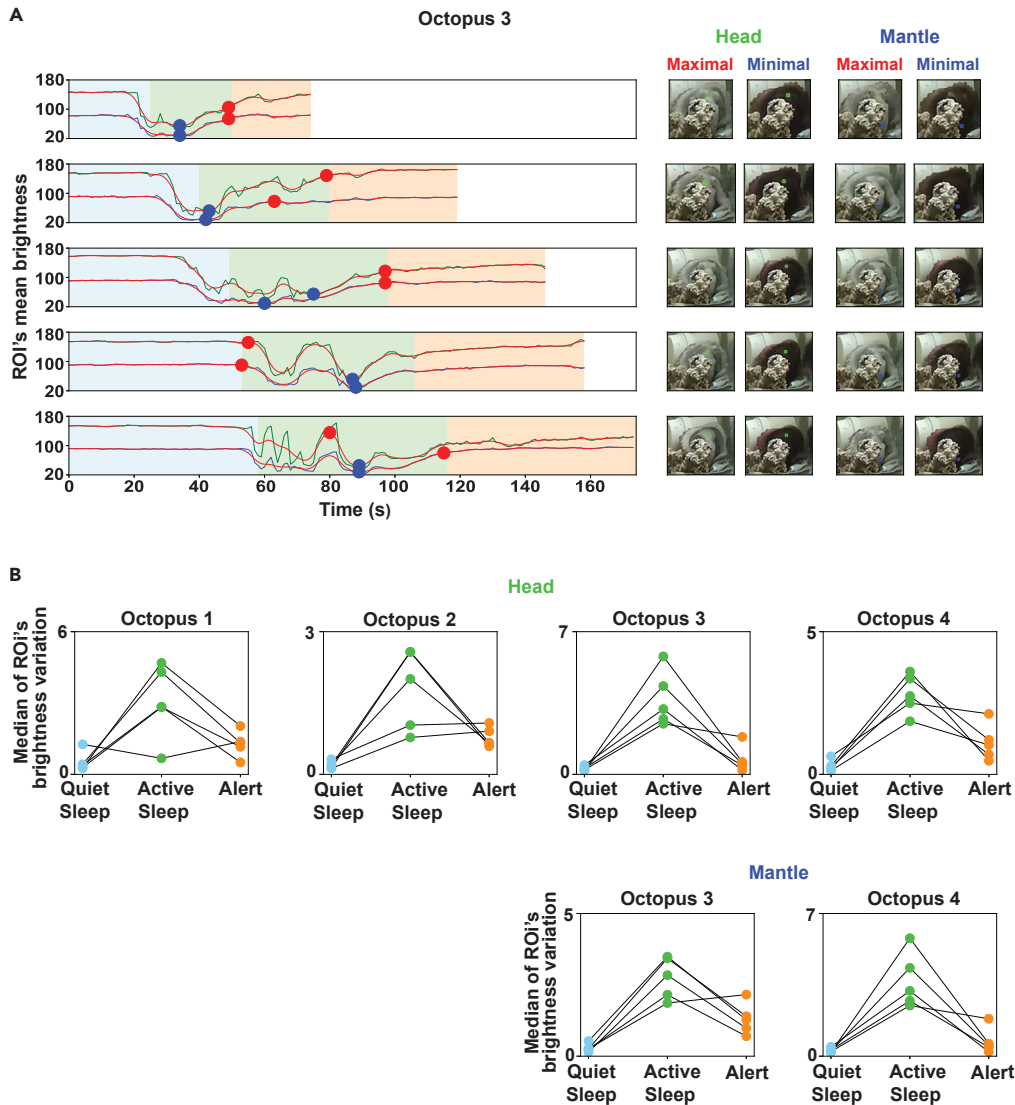 A
Octopus 3
Head
Mantle
Maximal Minimal
Maximal Minimal
ROI's mean brightness
180
100
20
180
100
20
180
100
20
180
100
20
180
100
20
0 20 40 60 80 100 120 140 160
Time (s)
B
Head
Median of ROI's
brightness variation
Octopus 1
6
0
Quiet Active Alert
Sleep Sleep
Octopus 2
3
0
Quiet Active Alert
Sleep Sleep
Octopus 3
7
0
Quiet Active Alert
Sleep Sleep
Octopus 4
5
0
Quiet Active Alert
Sleep Sleep
Mantle
Median of ROi's
brightness variation
Octopus 3
5
0
Quiet Active Alert
Sleep Sleep
Octopus 4
7
0
Quiet Active Alert
Sleep Sleep